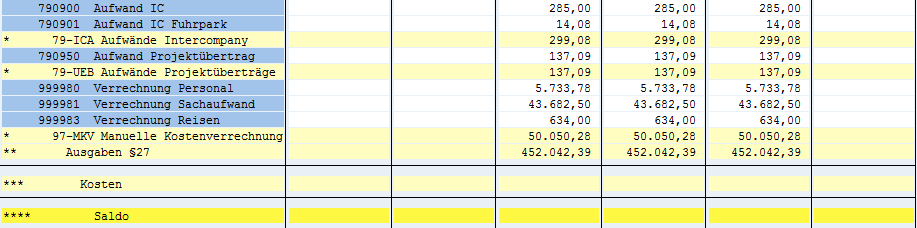 790900 Aufwand IC 285,00 285,00 285,00
790901 Aufwand IC Fuhrpark 14,08 14,08 14,08
* 79-ICA Aufwände Intercompany 299,08 299,08 299,08
790950 Aufwand Projektübertrag 137,09 137,09 137,09
* 79-UEB Aufwände Projektüberträge 137,09 137,09 137,09
999980 Verrechnung Personal 5.733,78 5.733,78 5.733,78
999981 Verrechnung Sachaufwand 43.682,50 43.682,50 43.682,50
999983 Verrechnung Reisen 634,00 634,00 634,00
* 97-MKV Manuelle Kostenverrechnung 50.050,28 50.050,28 50.050,28
** Ausgaben §27 452.042,39 452.042,39 452.042,39
*** Kosten
**** Saldo